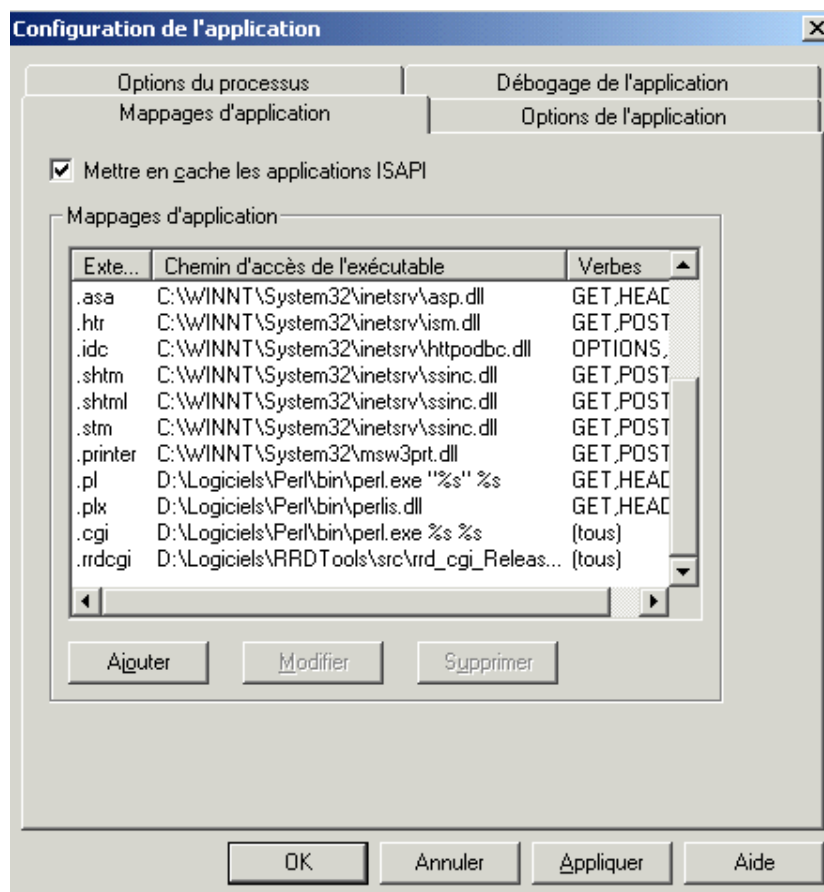 Configuration de l'application
Options du processus Débogage de l'application
Mappages d'application Options de l'application
Mettre en cache les applications ISAPI
Mappages d'application
Exte... Chemin d'accès de l'exécutable Verbes
.asa C:\WINNT\System32\inetsrv\asp.dll GET,HEAD
.htr C:\WINNT\System32\inetsrv\ism.dll GET,POST
.idc C:\WINNT\System32\inetsrv\httpodbc.dll OPTIONS,
.shtm C:\WINNT\System32\inetsrv\ssinc.dll GET,POST
.shtml C:\WINNT\System32\inetsrv\ssinc.dll GET,POST
.stm C:\WINNT\System32\inetsrv\ssinc.dll GET,POST
.printer C:\WINNT\System32\msw3prt.dll GET,POST
.pl D:\Logiciels\Perl\bin\perl.exe "%s" %s GET,HEAD
.plx D:\Logiciels\Perl\bin\perlis.dll GET,HEAD
.cgi D:\Logiciels\Perl\bin\perl.exe %s %s (tous)
.rrdcgi D:\Logiciels\RRDTools\src\rrd_cgi_Releas... (tous)
Ajouter Modifier Supprimer
OK Annuler Appliquer Aide